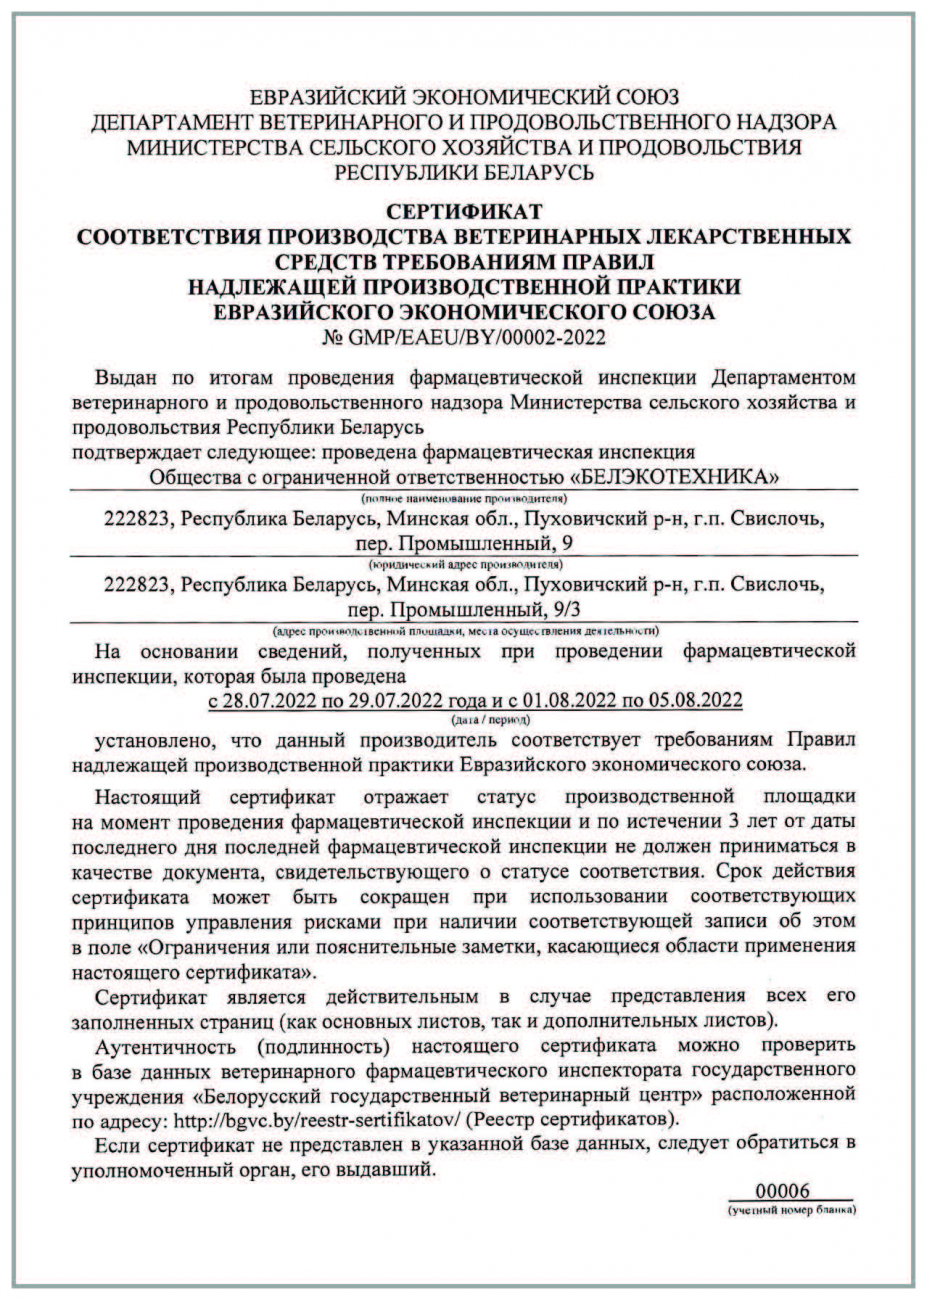 ЕВРАЗИЙСКИЙ ЭКОНОМИЧЕСКИЙ СОЮЗ
ДЕПАРТАМЕНТ ВЕТЕРИНАРНОГО И ПРОДОВОЛЬСТВЕННОГО НАДЗОРА
МИНИСТЕРСТВА СЕЛЬСКОГО ХОЗЯЙСТВА И ПРОДОВОЛЬСТВИЯ
РЕСПУБЛИКИ БЕЛАРУСЬ
СЕРТИФИКАТ
СООТВЕТСТВИЯ ПРОИЗВОДСТВА ВЕТЕРИНАРНЫХ ЛЕКАРСТВЕННЫХ
СРЕДСТВ ТРЕБОВАНИЯМ ПРАВИЛ
НАДЛЕЖАЩЕЙ ПРОИЗВОДСТВЕННОЙ ПРАКТИКИ
ЕВРАЗИЙСКОГО ЭКОНОМИЧЕСКОГО СОЮЗА
№ GMP/EAEU/BY/00002-2022
Выдан по итогам проведения фармацевтической инспекции Департаментом
ветеринарного и продовольственного надзора Министерства сельского хозяйства и
продовольствия Республики Беларусь
подтверждает следующее: проведена фармацевтическая инспекция
Общества с ограниченной ответственностью «БЕЛЭКОТЕХНИКА»
(полное наименование производителя)
222823, Республика Беларусь, Минская обл., Пуховичский р-н, г.п. Свислочь,
пер. Промышленный, 9
(юридический адрес производителя)
222823, Республика Беларусь, Минская обл., Пуховичский р-н, г.п. Свислочь,
пер. Промышленный, 9/3
(адрес производственной площадки, места осуществления деятельности)
На основании сведений, полученных при проведении фармацевтической
инспекции, которая была проведена
с 28.07.2022 по 29.07.2022 года и с 01.08.2022 по 05.08.2022
(дата / период)
установлено, что данный производитель соответствует требованиям Правил
надлежащей производственной практики Евразийского экономического союза.
Настоящий сертификат отражает статус производственной площадки
на момент проведения фармацевтической инспекции и по истечении 3 лет от даты
последнего дня последней фармацевтической инспекции не должен приниматься в
качестве документа, свидетельствующего о статусе соответствия. Срок действия
сертификата может быть сокращен при использовании соответствующих
принципов управления рисками при наличии соответствующей записи об этом
в поле «Ограничения или пояснительные заметки, касающиеся области применения
настоящего сертификата».
Сертификат является действительным в случае представления всех его
заполненных страниц (как основных листов, так и дополнительных листов).
Аутентичность (подлинность) настоящего сертификата можно проверить
в базе данных ветеринарного фармацевтического инспектората государственного
учреждения «Белорусский государственный ветеринарный центр» расположенной
по адресу: http://bgvc.by/reestr-sertifikatov/ (Реестр сертификатов).
Если сертификат не представлен в указанной базе данных, следует обратиться в
уполномоченный орган, его выдавший.
00006
(учетный номер бланка)